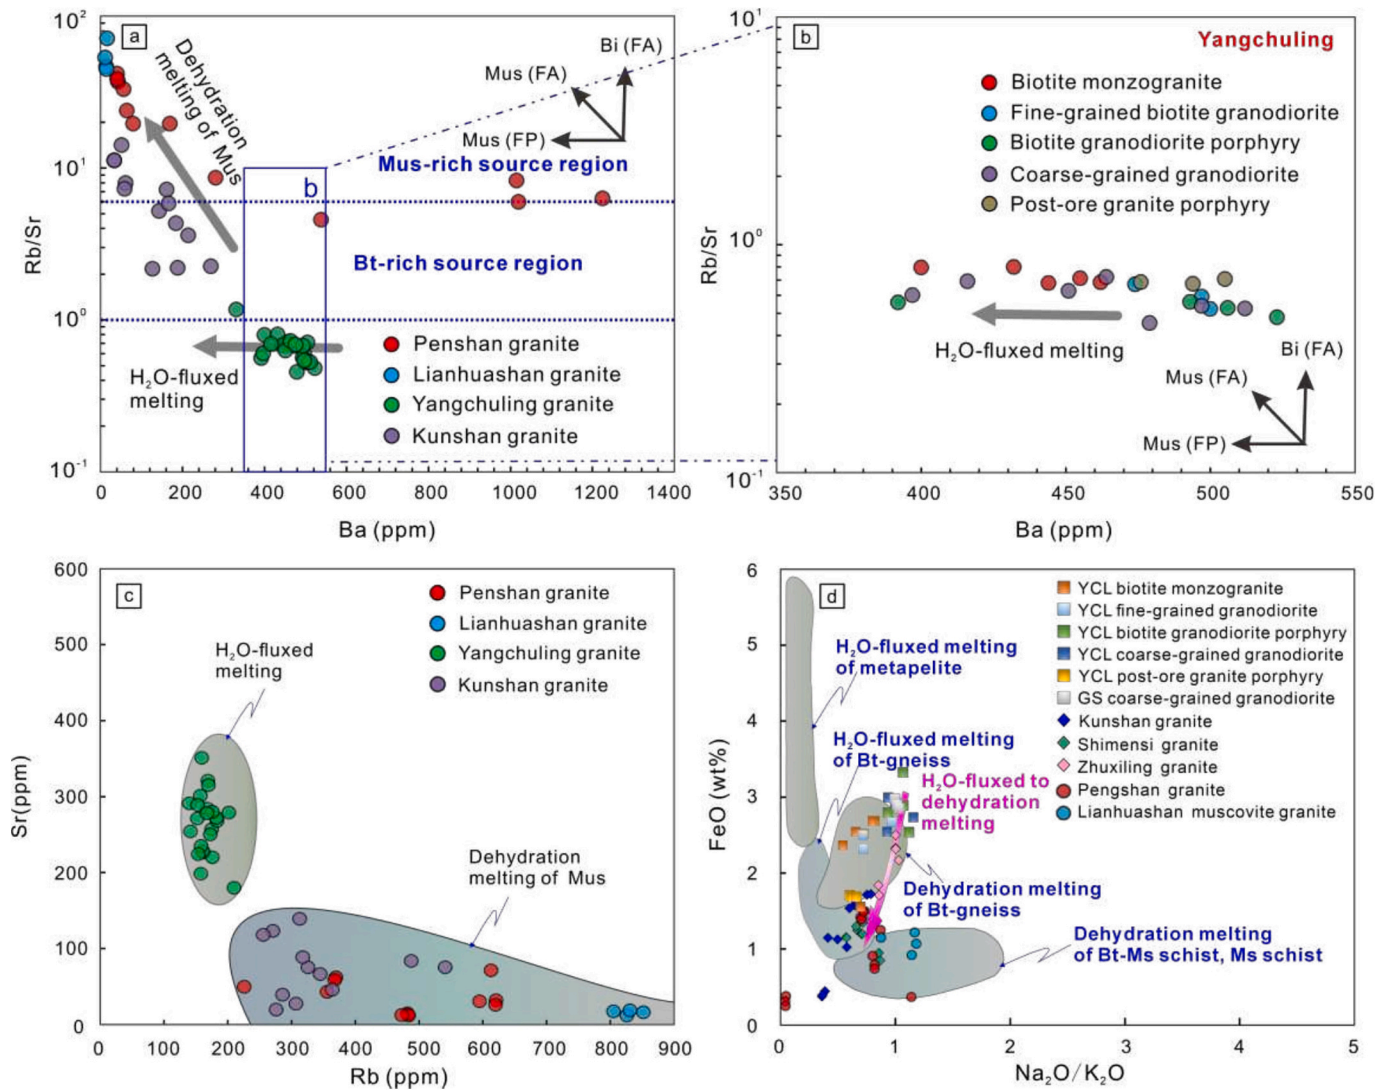 a
10²
10¹
10⁰
10⁻¹
Rb/Sr
Dehydration
melting of Mus
Bi (FA)
Mus (FA)
Mus (FP)
Mus-rich source region
b
Bt-rich source region
H₂O-fluxed
melting
Penshan granite
Lianhuashan granite
Yangchuling granite
Kunshan granite
0 200 400 600 800 1000 1200 1400
Ba (ppm)
b
10¹
10⁰
10⁻¹
Rb/Sr
Yangchuling
Biotite monzogranite
Fine-grained biotite granodiorite
Biotite granodiorite porphyry
Coarse-grained granodiorite
Post-ore granite porphyry
H₂O-fluxed melting
Bi (FA)
Mus (FA)
Mus (FP)
350 400 450 500 550
Ba (ppm)
c
600
500
400
300
200
100
0
Sr(ppm)
Penshan granite
Lianhuashan granite
Yangchuling granite
Kunshan granite
H₂O-fluxed
melting
Dehydration
melting of Mus
0 100 200 300 400 500 600 700 800 900
Rb (ppm)
d
6
5
4
3
2
1
0
FeO (wt%)
YCL biotite monzogranite
YCL fine-grained granodiorite
YCL biotite granodiorite porphyry
YCL coarse-grained granodiorite
YCL post-ore granite porphyry
GS coarse-grained granodiorite
Kunshan granite
Shimensi granite
Zhuxiling granite
Pengshan granite
Lianhuashan muscovite granite
H₂O-fluxed melting
of metapelite
H₂O-fluxed melting
of Bt-gneiss
H₂O-fluxed to
dehydration
melting
Dehydration melting
of Bt-gneiss
Dehydration melting
of Bt-Ms schist, Ms schist
0 1 2 3 4 5
Na₂O/K₂O